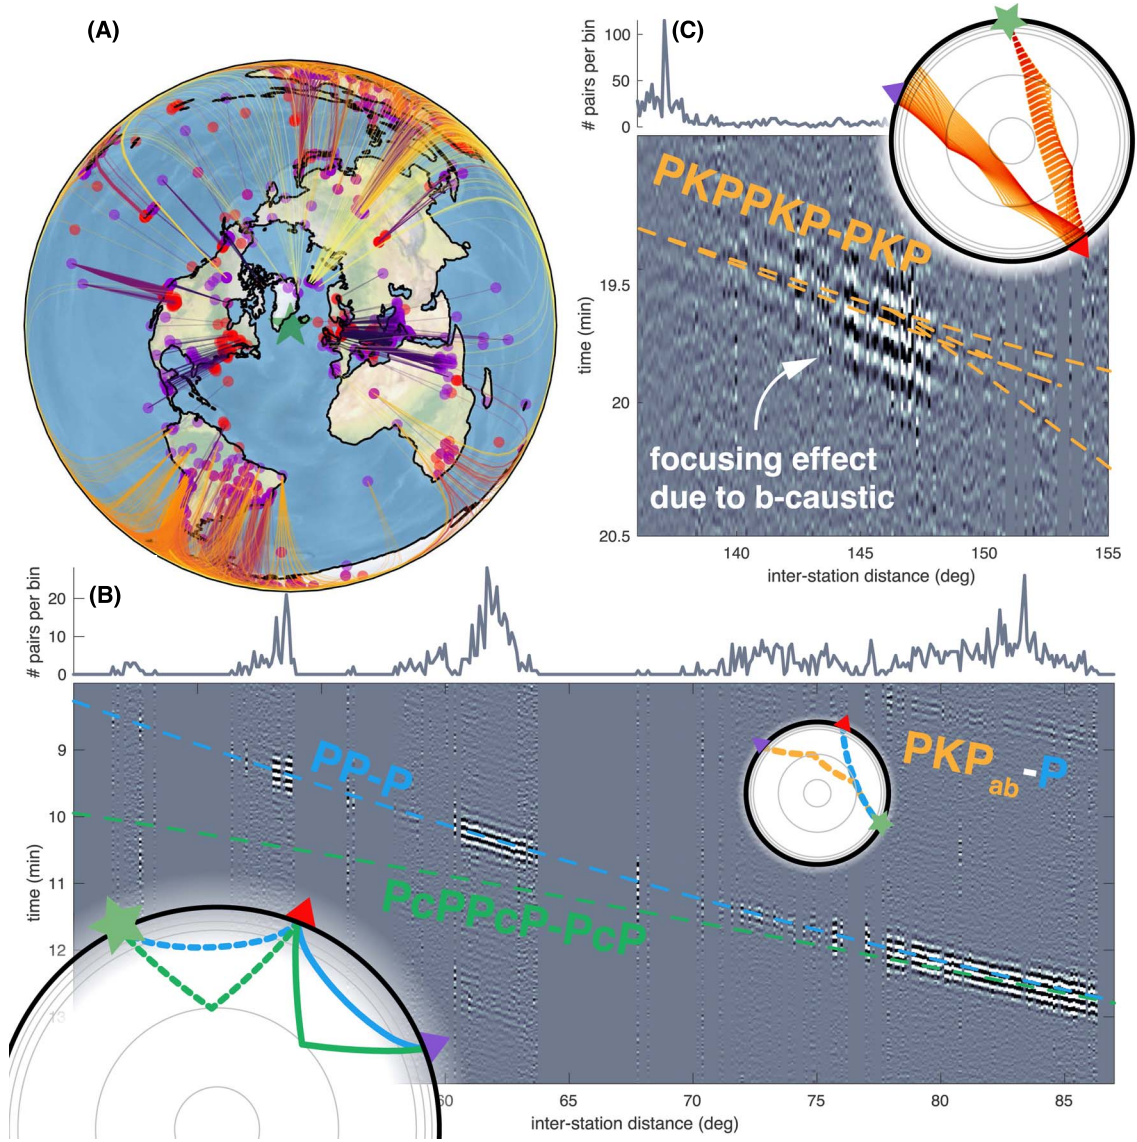 (A)
(C)
# pairs per bin
100
50
0
PKPPKP-PKP
time (min)
19.5
20
20.5
focusing effect
due to b-caustic
140
145
150
155
inter-station distance (deg)
(B)
# pairs per bin
20
10
0
time (min)
9
10
11
12
13
PP-P
PcPPcP-PcP
PKPab-P
60
65
70
75
80
85
inter-station distance (deg)